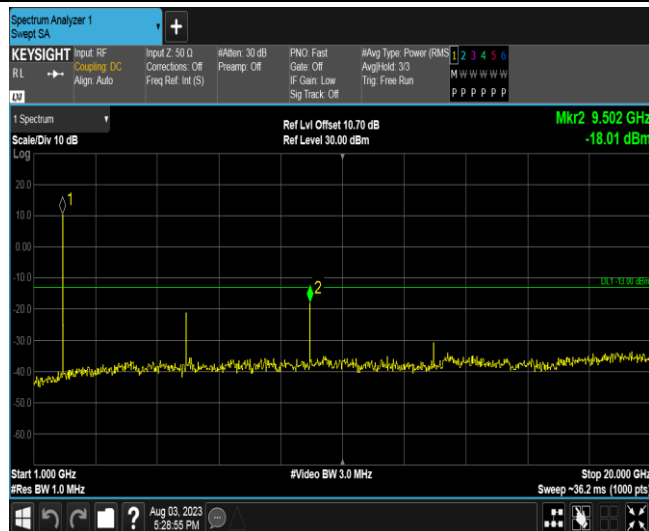 Spectrum Analyzer 1
Swept SA
+
KEYSIGHT
RL
LXI
Input: RF
Coupling: DC
Align: Auto
Input Z: 50 Ω
Corrections: Off
Freq Ref: Int (S)
#Atten: 30 dB
Preamp: Off
PNO: Fast
Gate: Off
IF Gain: Low
Sig Track: Off
#Avg Type: Power (RMS
Avg|Hold: 3/3
Trig: Free Run
1 2 3 4 5 6
M W W W W W
P P P P P P
1 Spectrum
Scale/Div 10 dB
Log
Ref Lvl Offset 10.70 dB
Ref Level 30.00 dBm
Mkr2 9.502 GHz
-18.01 dBm
20.0
1
10.0
0.00
-10.0
2
DL1 -13.00 dBm
-20.0
-30.0
-40.0
-50.0
-60.0
Start 1.000 GHz
#Res BW 1.0 MHz
#Video BW 3.0 MHz
Stop 20.000 GHz
Sweep ~36.2 ms (1000 pts)
?
Aug 03, 2023
5:28:55 PM